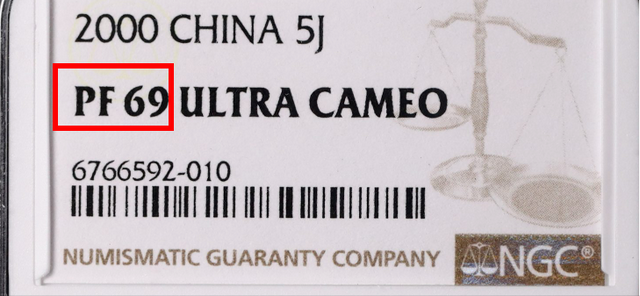 2000 CHINA 5J
PF 69 ULTRA CAMEO
6766592-010
NUMISMATIC GUARANTY COMPANY
NGC®